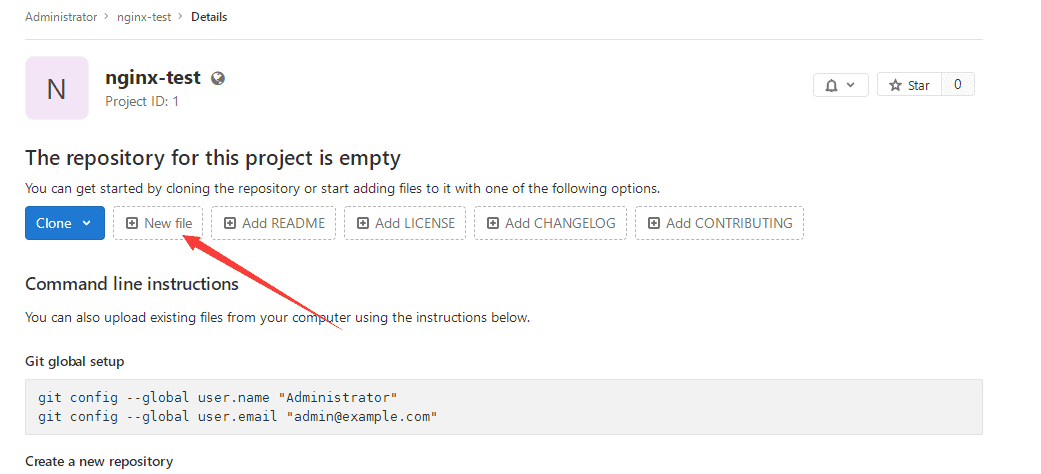 Administrator > nginx-test > Details
N
nginx-test
Project ID: 1
Star 0
The repository for this project is empty
You can get started by cloning the repository or start adding files to it with one of the following options.
Clone New file Add README Add LICENSE Add CHANGELOG Add CONTRIBUTING
Command line instructions
You can also upload existing files from your computer using the instructions below.
Git global setup
git config --global user.name "Administrator"
git config --global user.email "admin@example.com"
Create a new repository